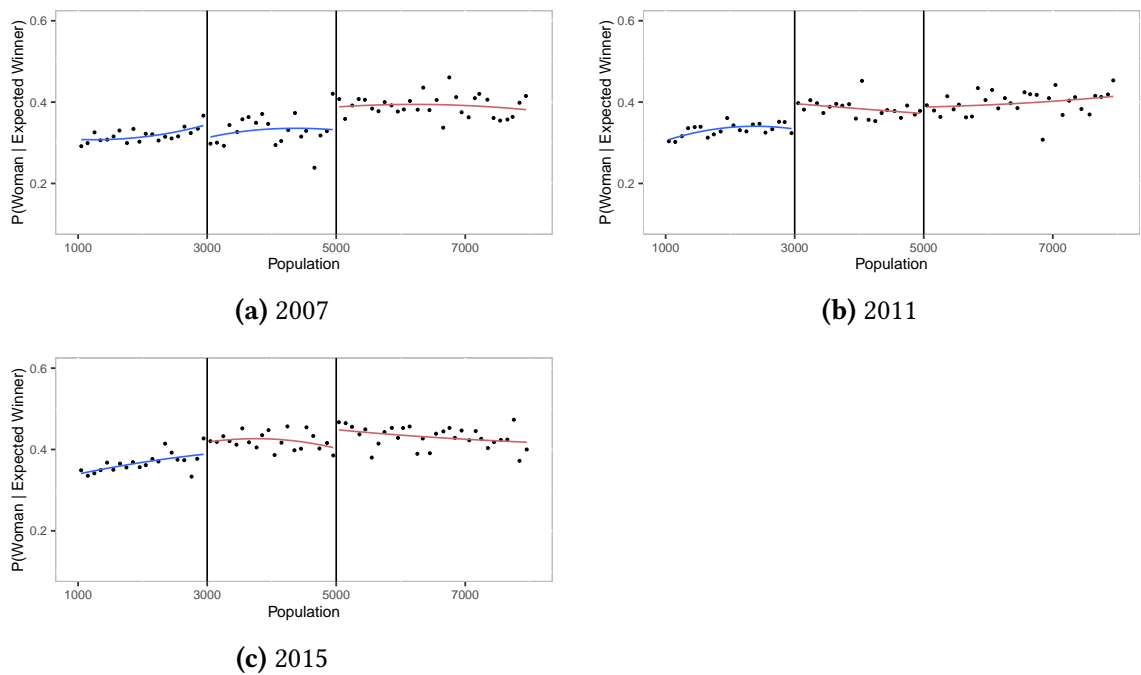 P(Woman | Expected Winner)
0.6
0.4
0.2
1000 3000 5000 7000
Population
(a) 2007
P(Woman | Expected Winner)
0.6
0.4
0.2
1000 3000 5000 7000
Population
(b) 2011
P(Woman | Expected Winner)
0.6
0.4
0.2
1000 3000 5000 7000
Population
(c) 2015